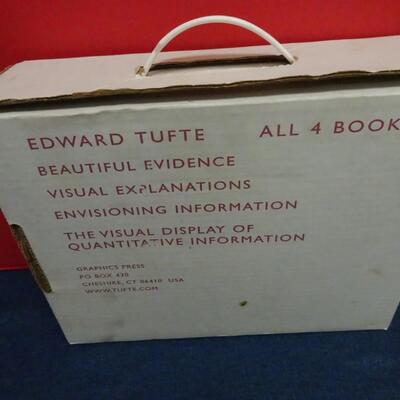 EDWARD TUFTE ALL 4 BOOK
BEAUTIFUL EVIDENCE
VISUAL EXPLANATIONS
ENVISIONING INFORMATION
THE VISUAL DISPLAY OF
QUANTITATIVE INFORMATION
GRAPHICS PRESS
PO BOX 430
CHESHIRE, CT 06410 USA
WWW.TUFTE.COM